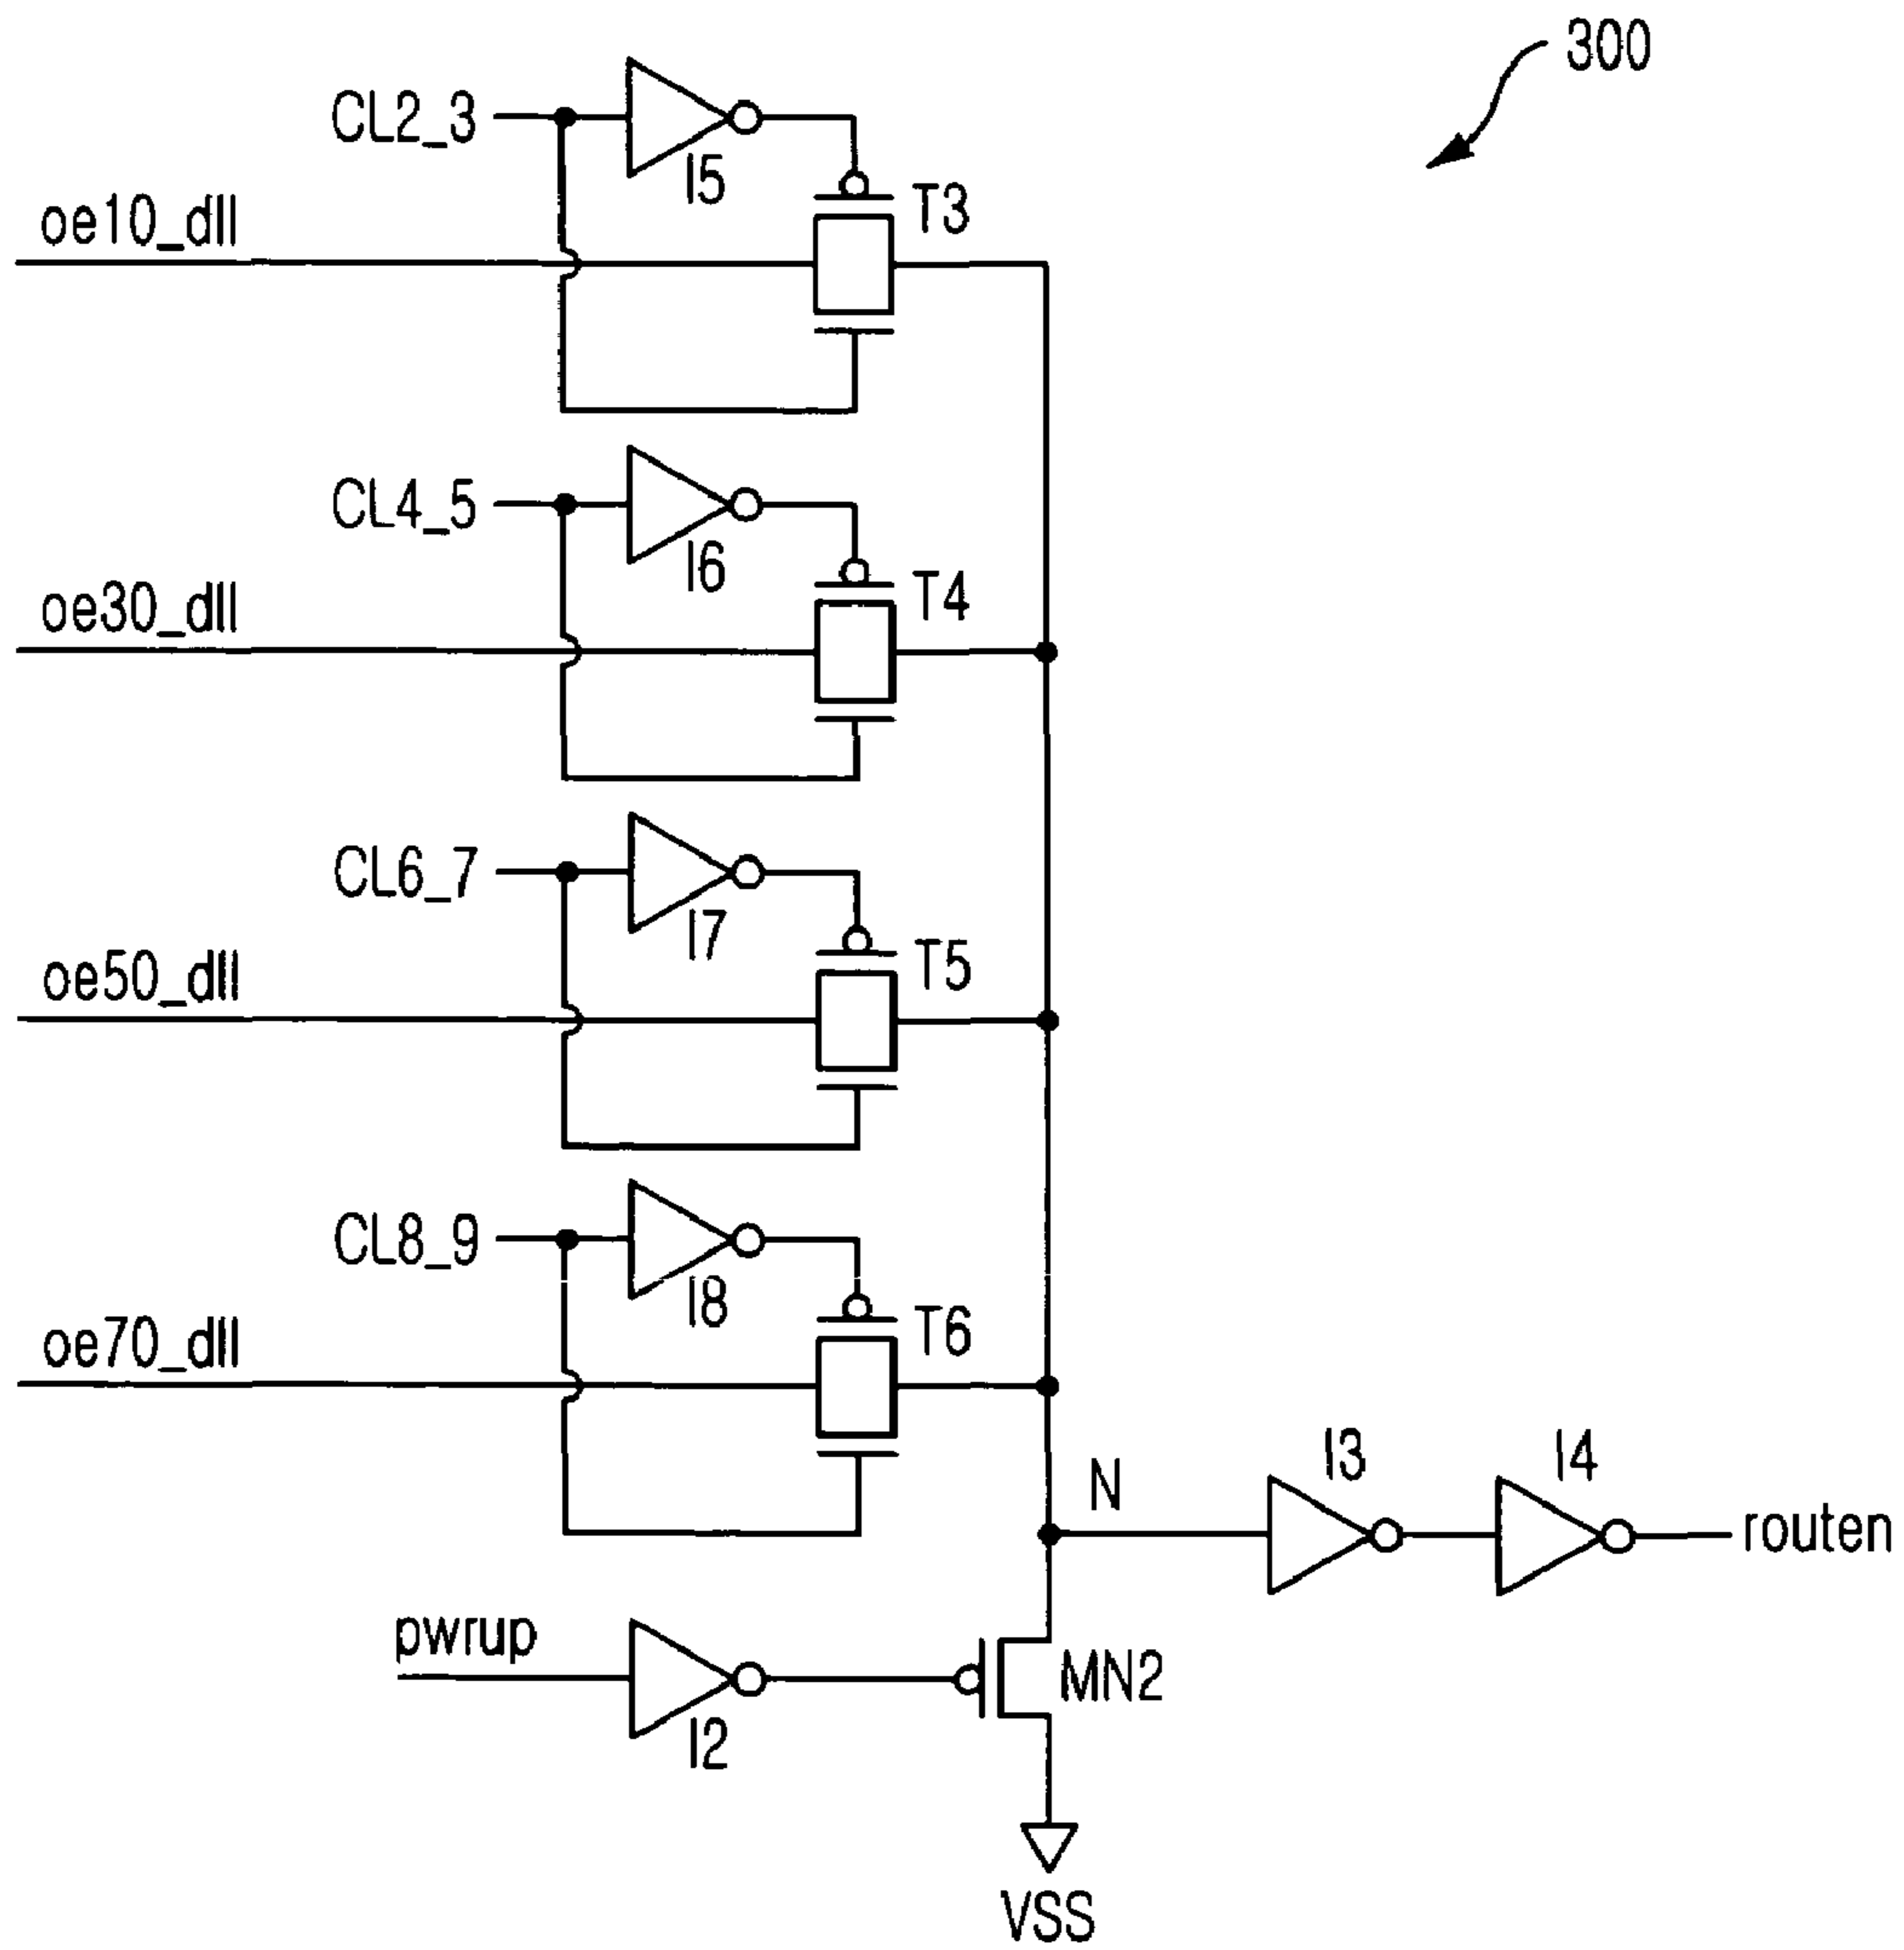 300
CL2_3
I5
T3
oe10_dll
CL4_5
I6
T4
oe30_dll
CL6_7
I7
T5
oe50_dll
CL8_9
I8
T6
oe70_dll
N
I3
I4
routen
pwrup
I2
MN2
VSS